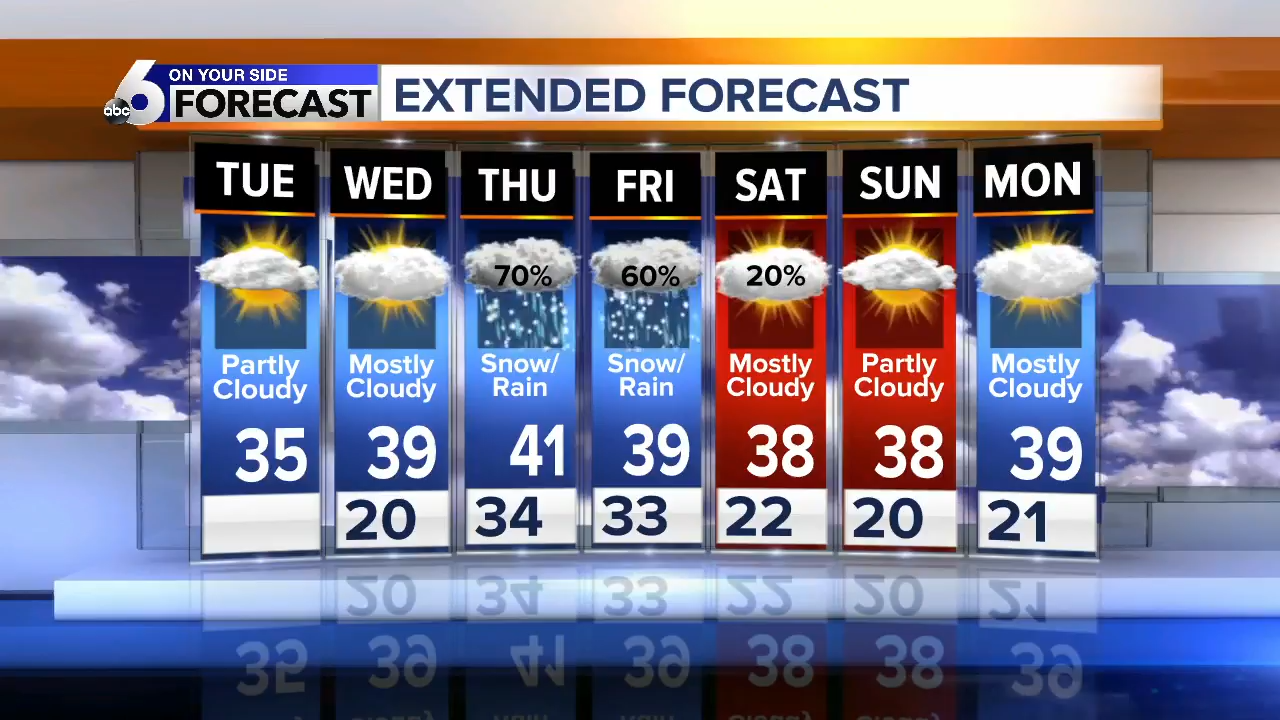 abc 6
ON YOUR SIDE
FORECAST
EXTENDED FORECAST
TUE WED THU FRI SAT SUN MON
70% 60% 20%
Partly Mostly Snow/ Snow/ Mostly Partly Mostly
Cloudy Cloudy Rain Rain Cloudy Cloudy Cloudy
35 39 41 39 38 38 39
20 34 33 22 20 21